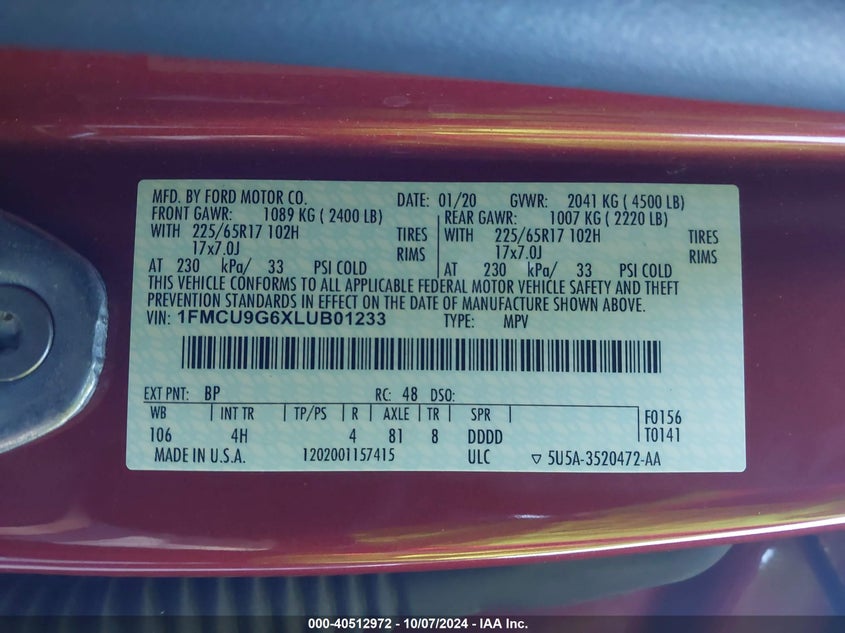 MFD. BY FORD MOTOR CO. DATE: 01/20 GVWR: 2041 KG ( 4500 LB)
FRONT GAWR: 1089 KG ( 2400 LB) REAR GAWR: 1007 KG ( 2220 LB)
WITH 225/65R17 102H TIRES WITH 225/65R17 102H TIRES
17x7.0J RIMS 17x7.0J RIMS
AT 230 kPa/ 33 PSI COLD AT 230 kPa/ 33 PSI COLD
THIS VEHICLE CONFORMS TO ALL APPLICABLE FEDERAL MOTOR VEHICLE SAFETY AND THEFT
PREVENTION STANDARDS IN EFFECT ON THE DATE OF MANUFACTURE SHOWN ABOVE.
VIN: 1FMCU9G6XLUB01233 TYPE: MPV
EXT PNT: BP RC: 48 DSO:
WB INT TR TP/PS R AXLE TR SPR F0156
106 4H 4 81 8 DDDD T0141
MADE IN U.S.A. 1202001157415 ULC ▽ 5U5A-3520472-AA
000-40512972 - 10/07/2024 - IAA Inc.